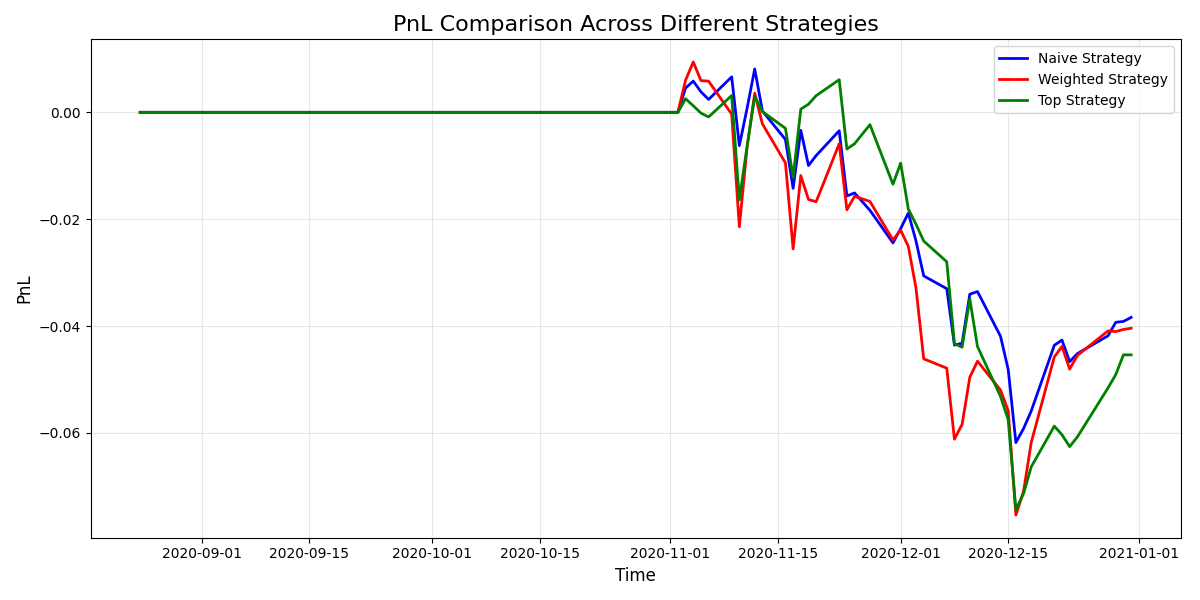 PnL Comparison Across Different Strategies
Naive Strategy
Weighted Strategy
Top Strategy
PnL
0.00
−0.02
−0.04
−0.06
2020-09-01 2020-09-15 2020-10-01 2020-10-15 2020-11-01 2020-11-15 2020-12-01 2020-12-15 2021-01-01
Time